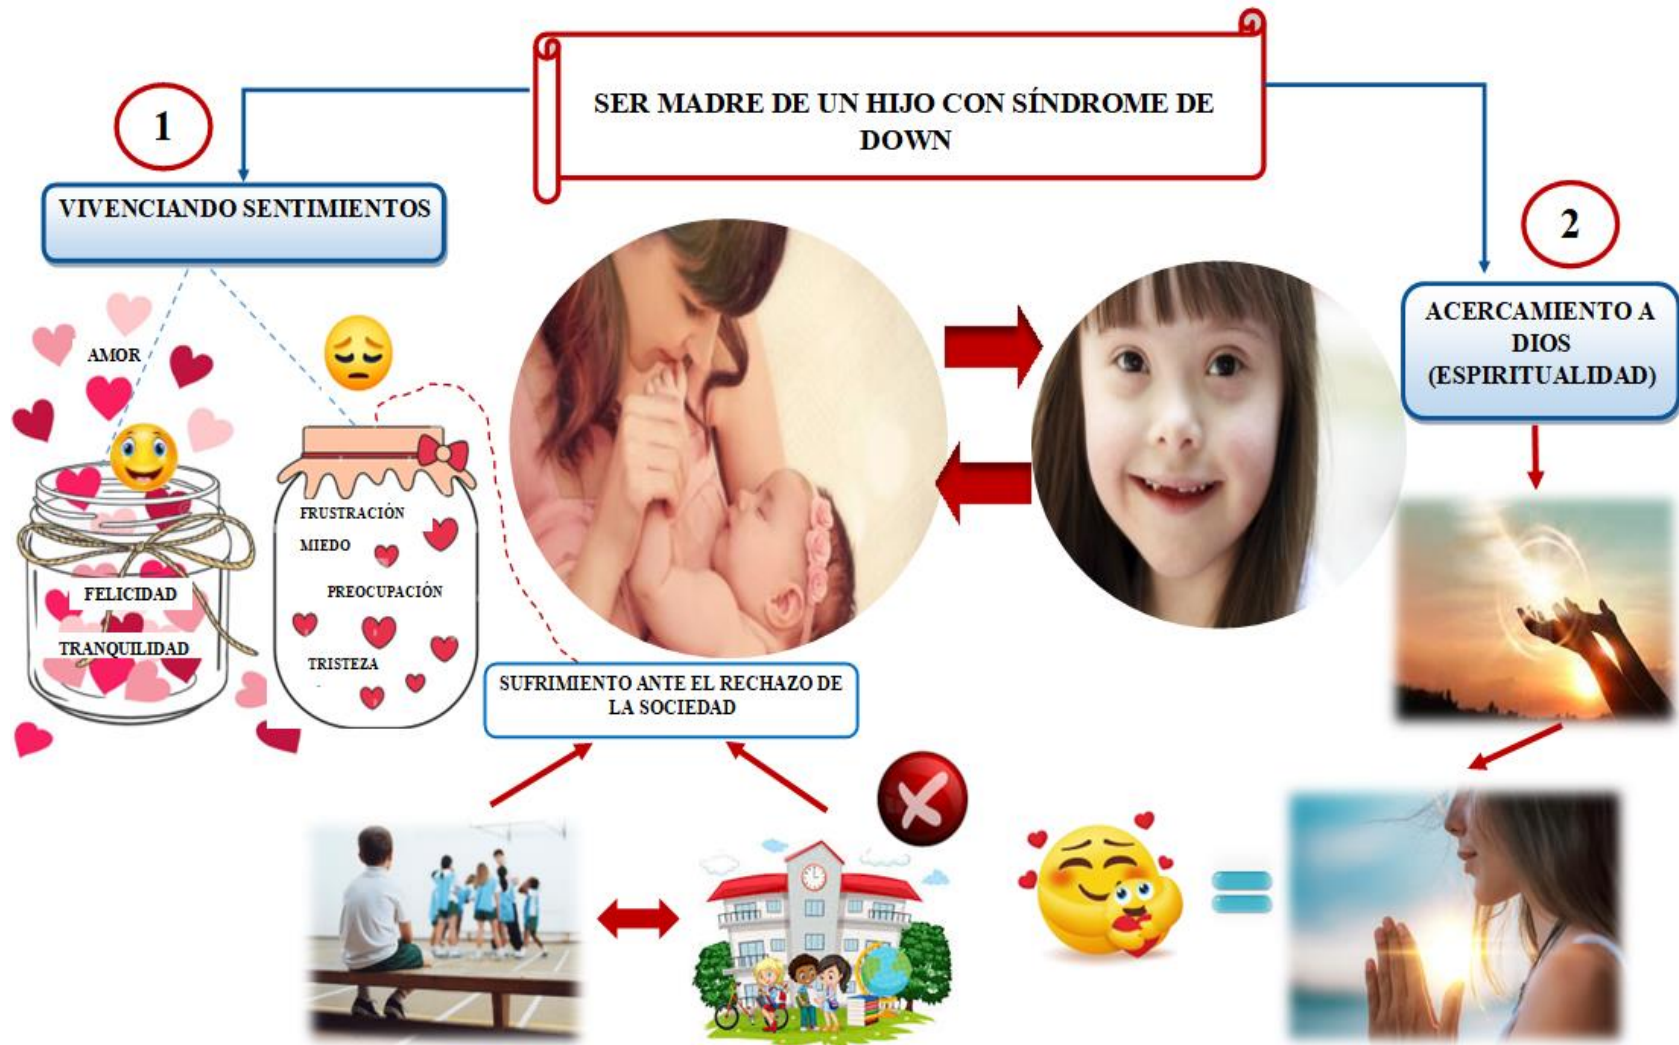 SER MADRE DE UN HIJO CON SÍNDROME DE
DOWN
1
VIVENCIANDO SENTIMIENTOS
AMOR
FELICIDAD
TRANQUILIDAD
FRUSTRACIÓN
MIEDO
PREOCUPACIÓN
TRISTEZA
SUFRIMIENTO ANTE EL RECHAZO DE
LA SOCIEDAD
2
ACERCAMIENTO A
DIOS
(ESPIRITUALIDAD)